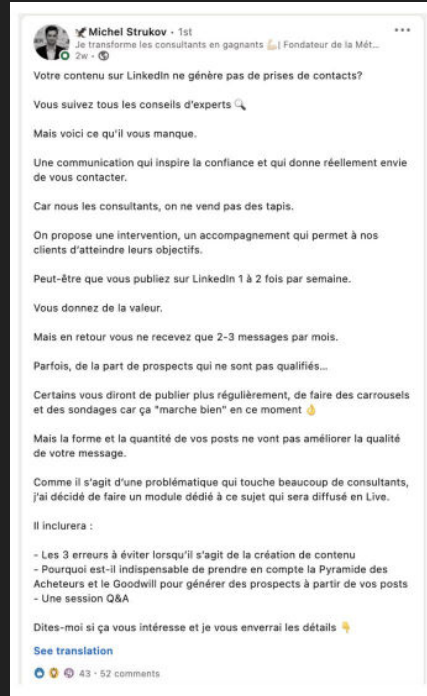 Michel Strukov · 1st
Je transforme les consultants en gagnants 💪🏻| Fondateur de la Mét...
2w ·
Votre contenu sur LinkedIn ne génère pas de prises de contacts?
Vous suivez tous les conseils d'experts 🔍
Mais voici ce qu'il vous manque.
Une communication qui inspire la confiance et qui donne réellement envie
de vous contacter.
Car nous les consultants, on ne vend pas des tapis.
On propose une intervention, un accompagnement qui permet à nos
clients d'atteindre leurs objectifs.
Peut-être que vous publiez sur LinkedIn 1 à 2 fois par semaine.
Vous donnez de la valeur.
Mais en retour vous ne recevez que 2-3 messages par mois.
Parfois, de la part de prospects qui ne sont pas qualifiés...
Certains vous diront de publier plus régulièrement, de faire des carrousels
et des sondages car ça "marche bien" en ce moment 👌
Mais la forme et la quantité de vos posts ne vont pas améliorer la qualité
de votre message.
Comme il s'agit d'une problématique qui touche beaucoup de consultants,
j'ai décidé de faire un module dédié à ce sujet qui sera diffusé en Live.
Il inclurera :
- Les 3 erreurs à éviter lorsqu'il s'agit de la création de contenu
- Pourquoi est-il indispensable de prendre en compte la Pyramide des
Acheteurs et le Goodwill pour générer des prospects à partir de vos posts
- Une session Q&A
Dites-moi si ça vous intéresse et je vous enverrai les détails 👇
See translation
43 · 52 comments